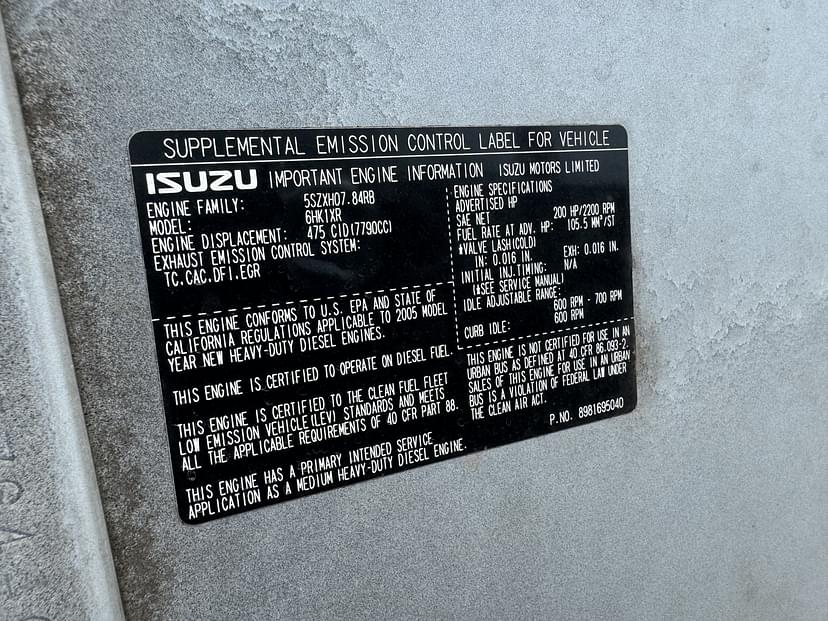 SUPPLEMENTAL EMISSION CONTROL LABEL FOR VEHICLE
ISUZU IMPORTANT ENGINE INFORMATION ISUZU MOTORS LIMITED
ENGINE FAMILY: 5SZXH07.84RB
MODEL: 6HK1XR
ENGINE DISPLACEMENT: 475 CID(7790CC)
EXHAUST EMISSION CONTROL SYSTEM:
TC.CAC.DFI.EGR
THIS ENGINE CONFORMS TO U.S. EPA AND STATE OF
CALIFORNIA REGULATIONS APPLICABLE TO 2005 MODEL
YEAR NEW HEAVY-DUTY DIESEL ENGINES.
THIS ENGINE IS CERTIFIED TO OPERATE ON DIESEL FUEL.
THIS ENGINE IS CERTIFIED TO THE CLEAN FUEL FLEET
LOW EMISSION VEHICLE(LEV) STANDARDS AND MEETS
ALL THE APPLICABLE REQUIREMENTS OF 40 CFR PART 88.
THIS ENGINE HAS A PRIMARY INTENDED SERVICE
APPLICATION AS A MEDIUM HEAVY-DUTY DIESEL ENGINE.
ENGINE SPECIFICATIONS
ADVERTISED HP
SAE NET 200 HP/2200 RPM
FUEL RATE AT ADV. HP: 105.5 MM³/ST
#VALVE LASH(COLD)
IN: 0.016 IN. EXH: 0.016 IN.
INITIAL INJ.TIMING: N/A
(#SEE SERVICE MANUAL)
IDLE ADJUSTABLE RANGE:
600 RPM - 700 RPM
CURB IDLE: 600 RPM
THIS ENGINE IS NOT CERTIFIED FOR USE IN AN
URBAN BUS AS DEFINED AT 40 CFR 86.093-2.
SALES OF THIS ENGINE FOR USE IN AN URBAN
BUS IS A VIOLATION OF FEDERAL LAW UNDER
THE CLEAN AIR ACT.
P.NO. 8981695040